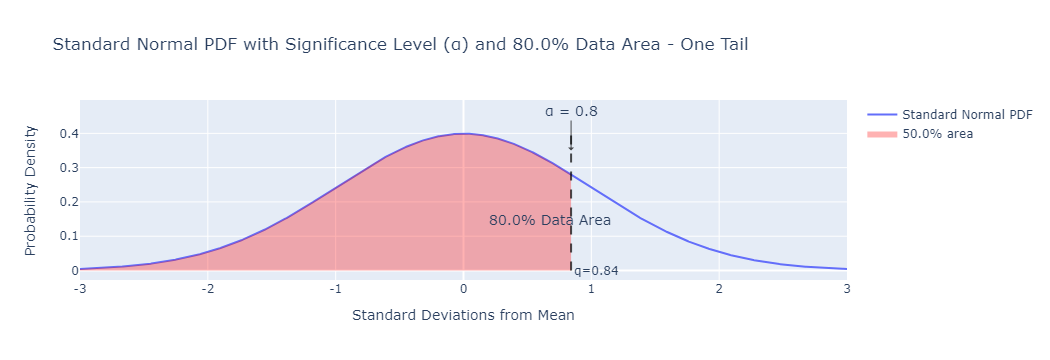 Standard Normal PDF with Significance Level (α) and 80.0% Data Area - One Tail
α = 0.8
Standard Normal PDF
50.0% area
Probability Density
0.4
0.3
0.2
0.1
0
80.0% Data Area
q=0.84
-3
-2
-1
0
1
2
3
Standard Deviations from Mean